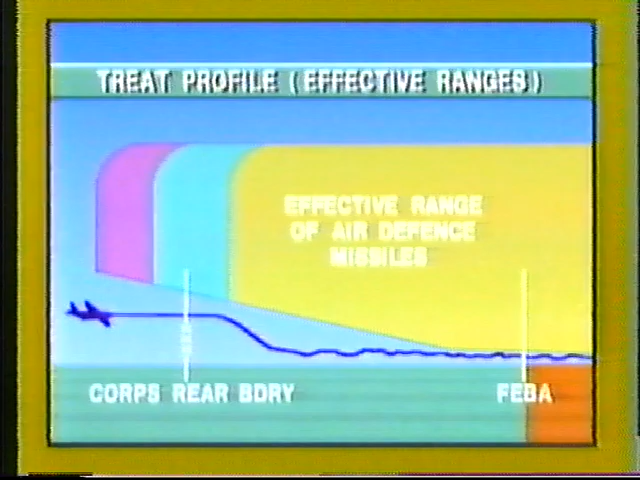 TREAT PROFILE (EFFECTIVE RANGES)
EFFECTIVE RANGE
OF AIR DEFENCE
MISSILES
CORPS REAR BDRY
FEBA